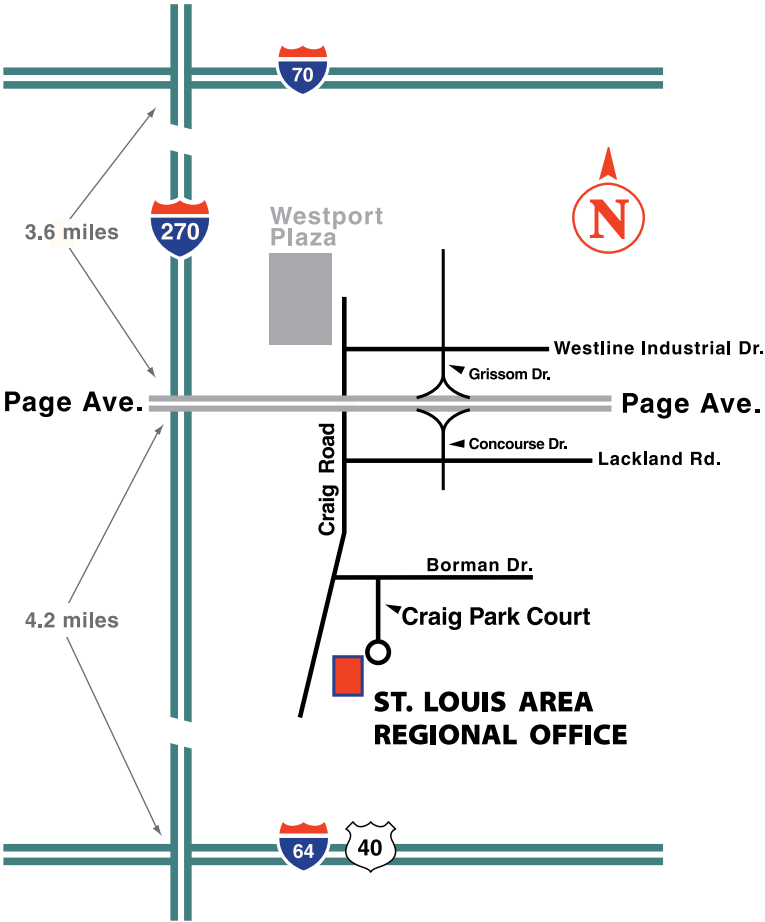 70
3.6 miles
270
Westport
Plaza
N
Westline Industrial Dr.
Grissom Dr.
Page Ave.
Page Ave.
Craig Road
Concourse Dr.
Lackland Rd.
Borman Dr.
4.2 miles
Craig Park Court
ST. LOUIS AREA
REGIONAL OFFICE
64
40